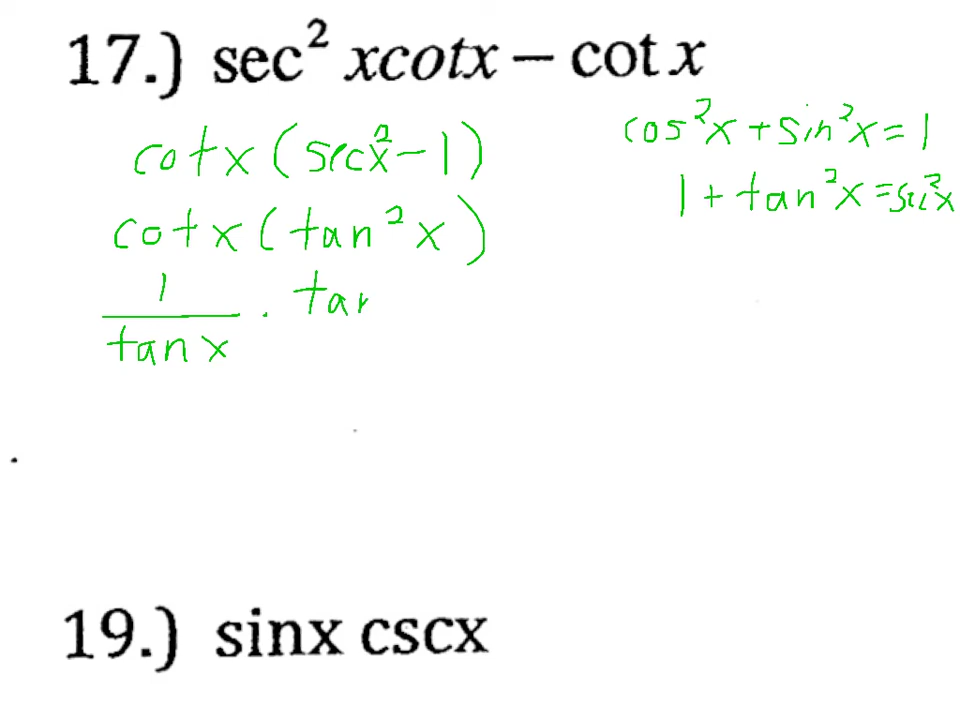 17.) sec² xcotx – cot x
cotx (secx² – 1)
cos²x + sin²x = 1
1 + tan²x = sec²x
cotx (tan²x)
1/tanx · tan
19.) sinx cscx